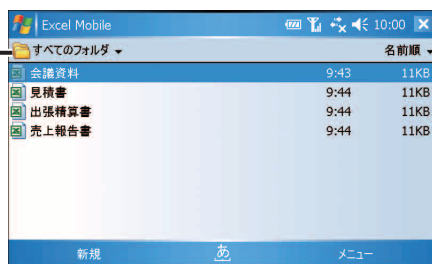 Excel Mobile 10:00
すべてのフォルダ 名前順
会議資料 9:43 11KB
見積書 9:44 11KB
出張精算書 9:44 11KB
売上報告書 9:44 11KB
新規 あ メニュー